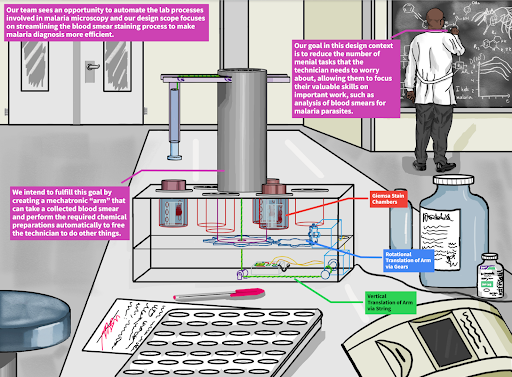 Our team sees an opportunity to automate the lab processes
involved in malaria microscopy and our design scope focuses
on streamlining the blood smear staining process to make
malaria diagnosis more efficient.
Our goal in this design context
is to reduce the number of
menial tasks that the
technician needs to worry
about, allowing them to focus
their valuable skills on
important work, such as
analysis of blood smears for
malaria parasites.
We intend to fulfill this goal by
creating a mechatronic "arm" that
can take a collected blood smear
and perform the required chemical
preparations automatically to free
the technician to do other things.
Giemsa Stain
Chambers
Rotational
Translation of Arm
via Gears
Vertical
Translation of Arm
via String